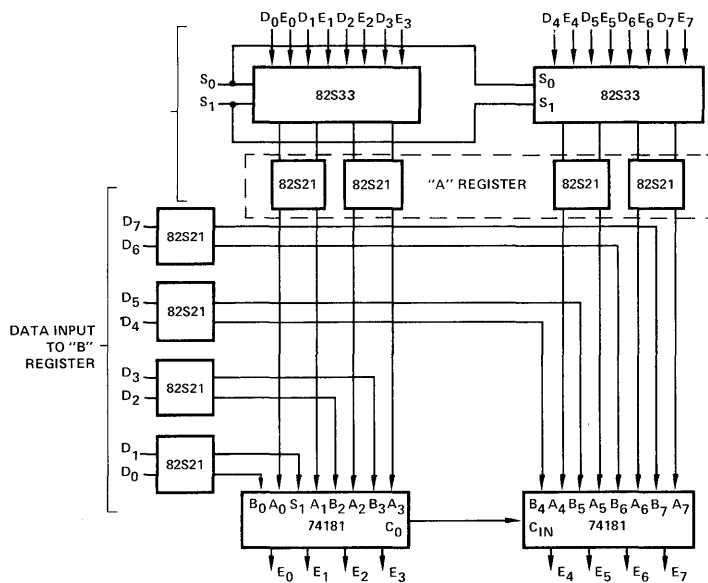 D0 E0 D1 E1 D2 E2 D3 E3
D4 E4 D5 E5 D6 E6 D7 E7
S0
S1
82S33
S0
S1
82S33
82S21
82S21
"A" REGISTER
82S21
82S21
D7
D6
82S21
D5
D4
82S21
DATA INPUT
TO "B"
REGISTER
D3
D2
82S21
D1
D0
82S21
B0 A0 S1 A1 B2 A2 B3 A3
74181
C0
B4 A4 B5 A5 B6 A6 B7 A7
CIN
74181
E0 E1 E2 E3
E4 E5 E6 E7